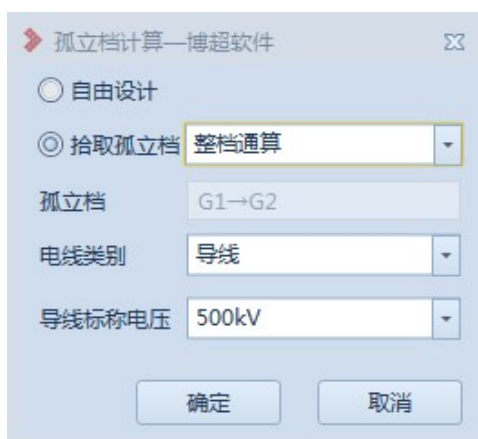 孤立档计算—博超软件
自由设计
拾取孤立档 整档通算
孤立档 G1→G2
电线类别 导线
导线标称电压 500kV
确定 取消